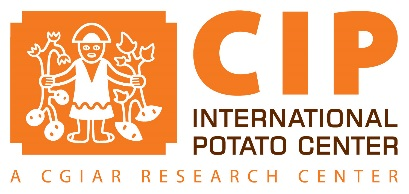 CIP
INTERNATIONAL
POTATO CENTER
A CGIAR RESEARCH CENTER